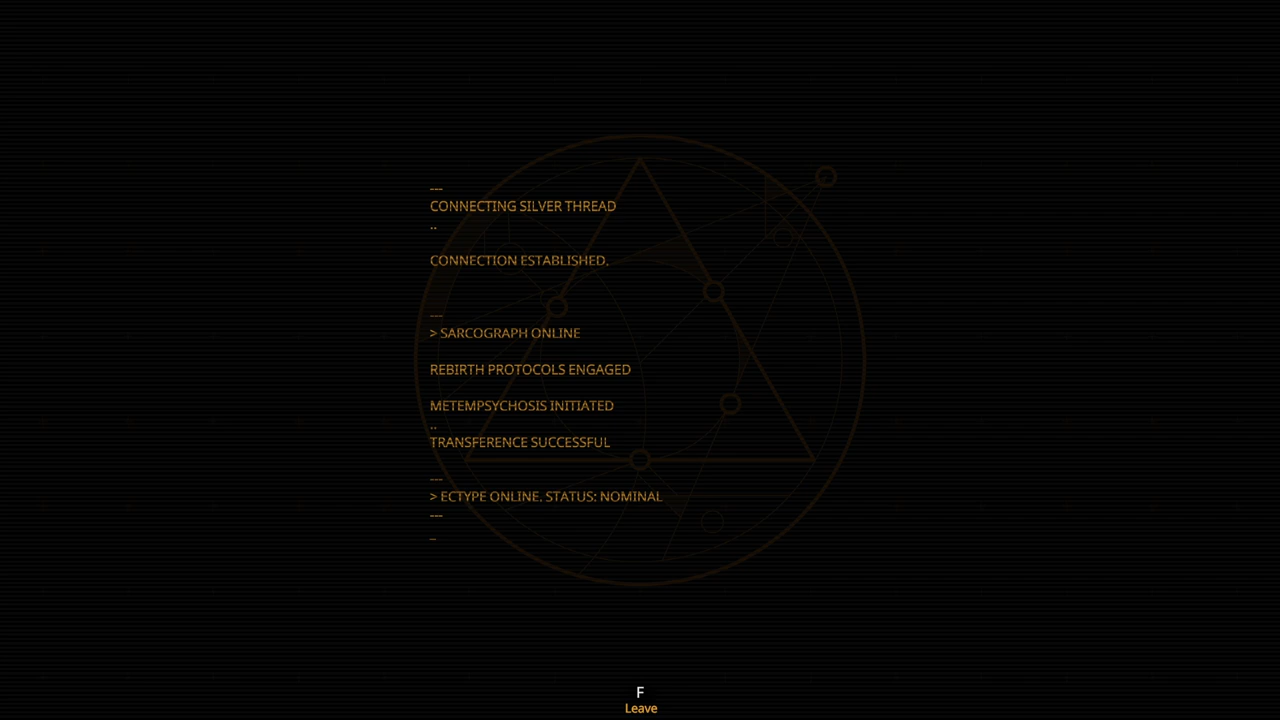 ---
CONNECTING SILVER THREAD
..
CONNECTION ESTABLISHED.
---
> SARCOGRAPH ONLINE
REBIRTH PROTOCOLS ENGAGED
METEMPSYCHOSIS INITIATED
..
TRANSFERENCE SUCCESSFUL
---
> ECTYPE ONLINE. STATUS: NOMINAL
---
_
F
Leave